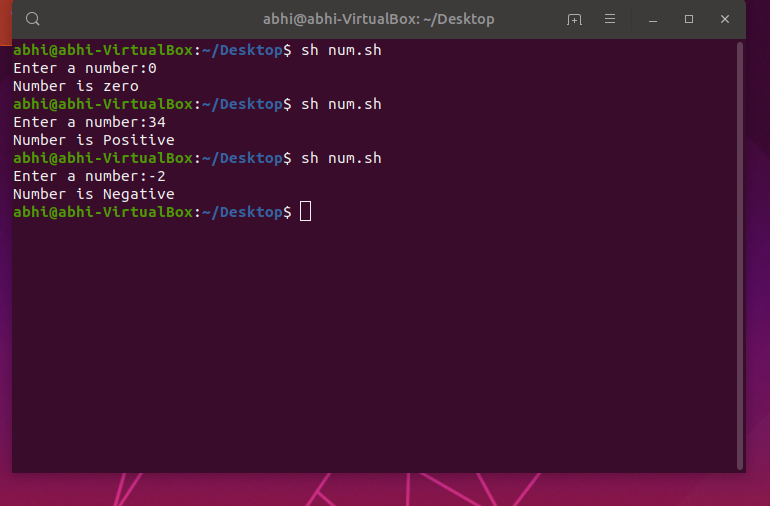 abhi@abhi-VirtualBox: ~/Desktop
abhi@abhi-VirtualBox:~/Desktop$ sh num.sh
Enter a number:0
Number is zero
abhi@abhi-VirtualBox:~/Desktop$ sh num.sh
Enter a number:34
Number is Positive
abhi@abhi-VirtualBox:~/Desktop$ sh num.sh
Enter a number:-2
Number is Negative
abhi@abhi-VirtualBox:~/Desktop$